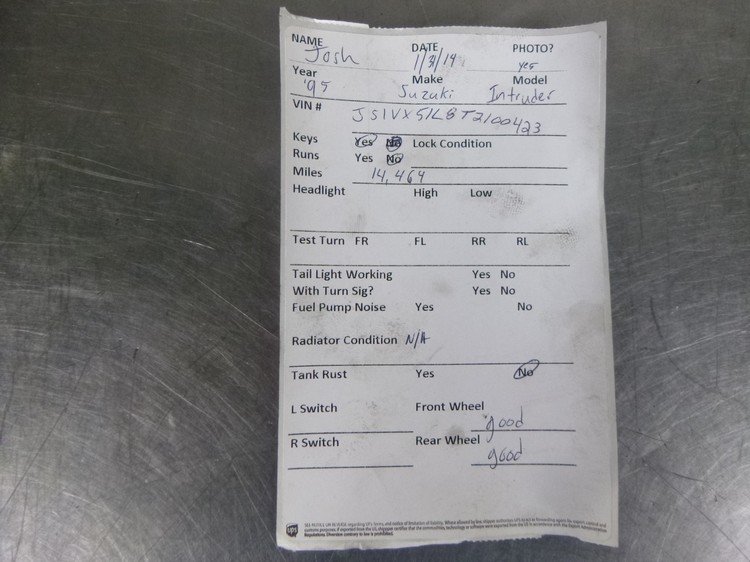 NAME DATE PHOTO?
Josh 1/31/14 yes
Year Make Model
'95 Suzuki Intruder
VIN # JS1VX51L8T2100423
Keys Yes No Lock Condition
Runs Yes No
Miles 14,464
Headlight High Low
Test Turn FR FL RR RL
Tail Light Working Yes No
With Turn Sig? Yes No
Fuel Pump Noise Yes No
Radiator Condition N/A
Tank Rust Yes No
L Switch Front Wheel good
R Switch Rear Wheel good
ups